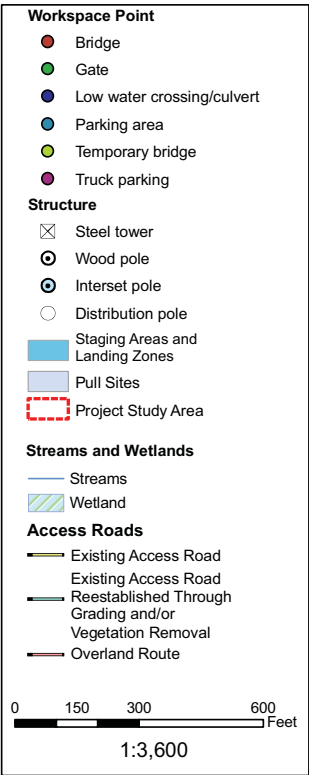 Workspace Point
Bridge
Gate
Low water crossing/culvert
Parking area
Temporary bridge
Truck parking
Structure
Steel tower
Wood pole
Interset pole
Distribution pole
Staging Areas and
Landing Zones
Pull Sites
Project Study Area
Streams and Wetlands
Streams
Wetland
Access Roads
Existing Access Road
Existing Access Road
Reestablished Through
Grading and/or
Vegetation Removal
Overland Route
0 150 300 600
Feet
1:3,600